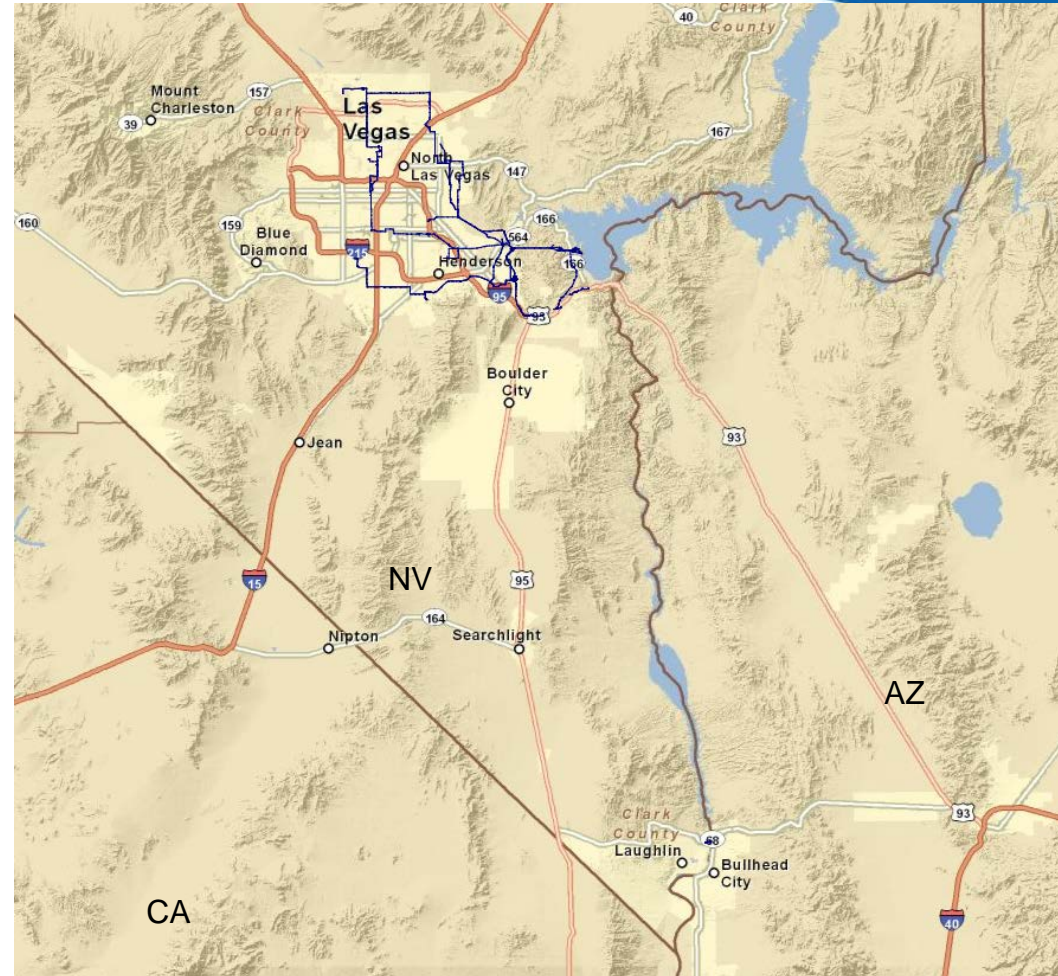 Clark
County
40
Mount
Charleston
157
39
Las
Vegas
Clark
County
167
North
Las Vegas
147
160
159
166
Blue
Diamond
564
215
Henderson
166
95
93
Boulder
City
Jean
93
NV
15
95
164
Nipton
Searchlight
AZ
Clark
County
93
68
Laughlin
Bullhead
City
CA
40